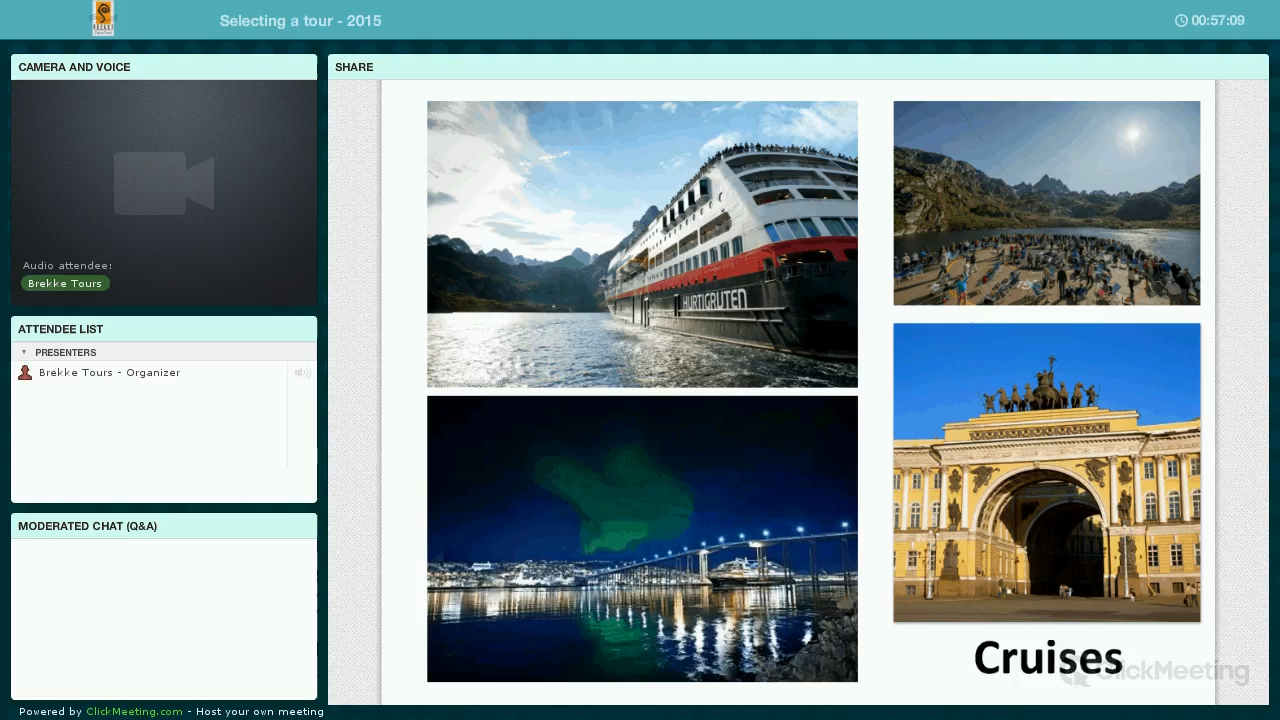 BREKKE
Selecting a tour - 2015
00:57:09
CAMERA AND VOICE
Audio attendee:
Brekke Tours
ATTENDEE LIST
PRESENTERS
Brekke Tours - Organizer
MODERATED CHAT (Q&A)
SHARE
HURTIGRUTEN
Cruises
ClickMeeting
Powered by ClickMeeting.com - Host your own meeting